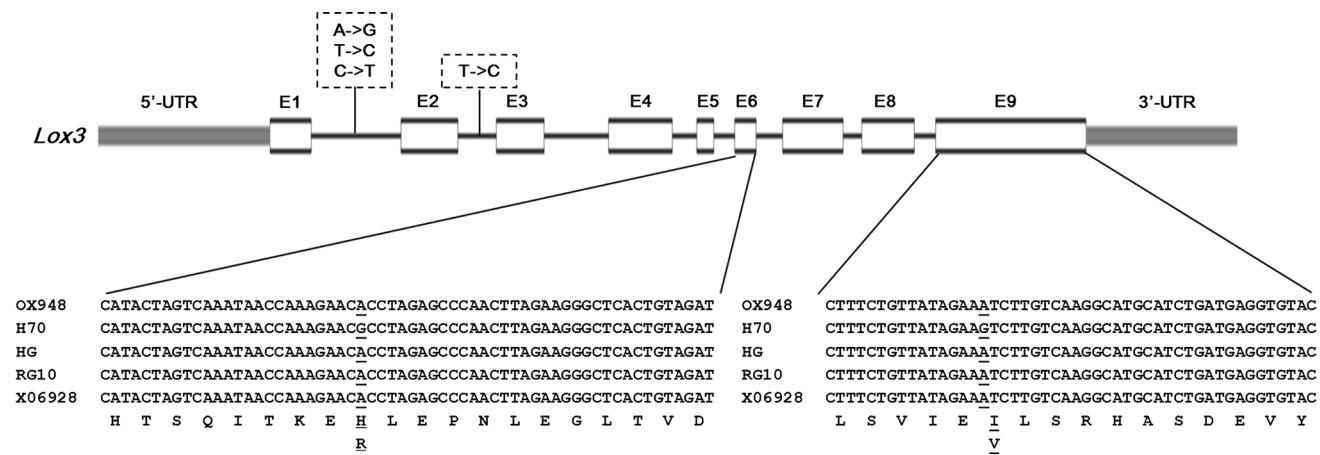 A->G
T->C
C->T
T->C
5'-UTR E1 E2 E3 E4 E5 E6 E7 E8 E9 3'-UTR
Lox3
OX948 CATACTAGTCAAATAACCAAAGAACACCTAGAGCCCAACTTAGAAGGGCTCACTGTAGAT OX948 CTTTCTGTTATAGAAATCTTGTCAAGGCATGCATCTGATGAGGTGTAC
H70 CATACTAGTCAAATAACCAAAGAACGCCTAGAGCCCAACTTAGAAGGGCTCACTGTAGAT H70 CTTTCTGTTATAGAAGTCTTGTCAAGGCATGCATCTGATGAGGTGTAC
HG CATACTAGTCAAATAACCAAAGAACACCTAGAGCCCAACTTAGAAGGGCTCACTGTAGAT HG CTTTCTGTTATAGAAATCTTGTCAAGGCATGCATCTGATGAGGTGTAC
RG10 CATACTAGTCAAATAACCAAAGAACACCTAGAGCCCAACTTAGAAGGGCTCACTGTAGAT RG10 CTTTCTGTTATAGAAATCTTGTCAAGGCATGCATCTGATGAGGTGTAC
X06928 CATACTAGTCAAATAACCAAAGAACACCTAGAGCCCAACTTAGAAGGGCTCACTGTAGAT X06928 CTTTCTGTTATAGAAATCTTGTCAAGGCATGCATCTGATGAGGTGTAC
H T S Q I T K E H L E P N L E G L T V D L S V I E I L S R H A S D E V Y
R V